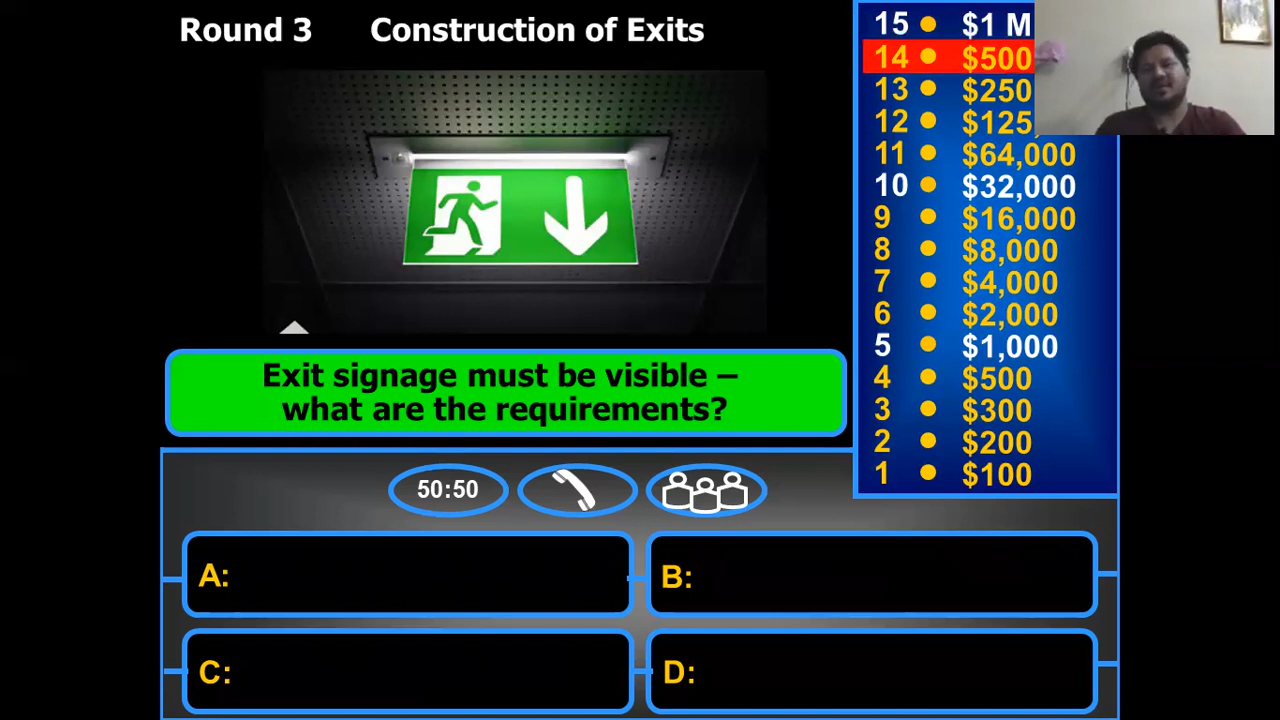 Round 3 Construction of Exits
15 • $1 M
14 • $500
13 • $250
12 • $125,
11 • $64,000
10 • $32,000
9 • $16,000
8 • $8,000
7 • $4,000
6 • $2,000
5 • $1,000
4 • $500
3 • $300
2 • $200
1 • $100
Exit signage must be visible –
what are the requirements?
50:50
A:
B:
C:
D: